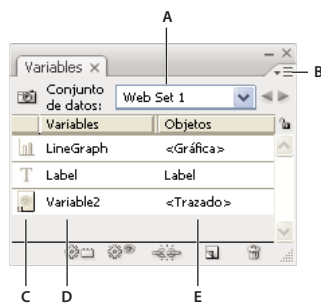 A
Variables
B
Conjunto
de datos:
Web Set 1
Variables Objetos
LineGraph <Gráfica>
T Label Label
Variable2 <Trazado>
C D E